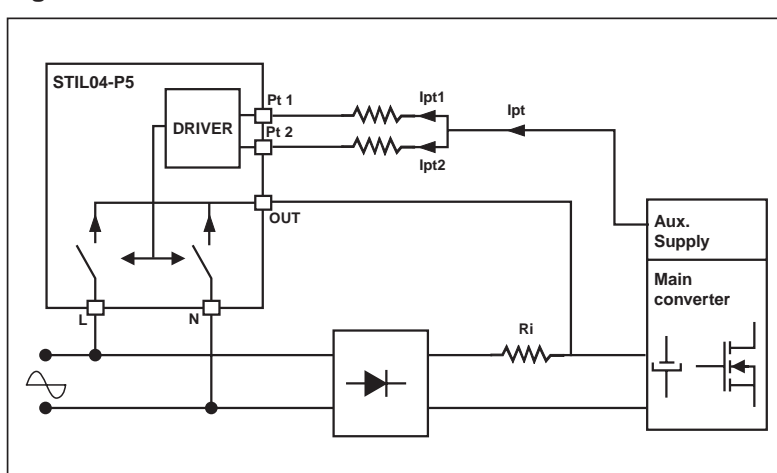 STIL04-P5
DRIVER
Pt 1
Pt 2
Ipt1
Ipt
Ipt2
OUT
Aux.
Supply
Main
converter
L
N
Ri